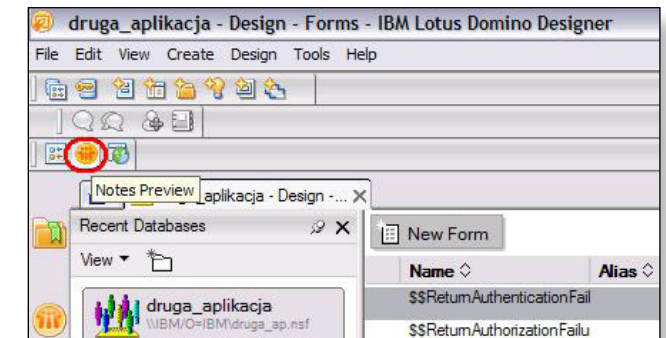 druga_aplikacja - Design - Forms - IBM Lotus Domino Designer
File Edit View Create Design Tools Help
Notes Preview
_aplikacja - Design -...
Recent Databases
New Form
View
Name
Alias
druga_aplikacja
\\IBM/O=IBM\druga_ap.nsf
$$ReturnAuthenticationFail
$$ReturnAuthorizationFailu